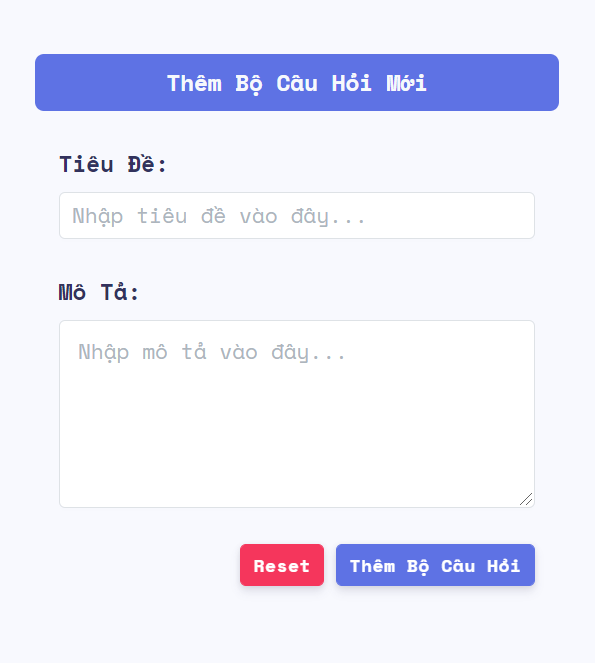 Thêm Bộ Câu Hỏi Mới
Tiêu Đề:
Nhập tiêu đề vào đây...
Mô Tả:
Nhập mô tả vào đây...
Reset
Thêm Bộ Câu Hỏi